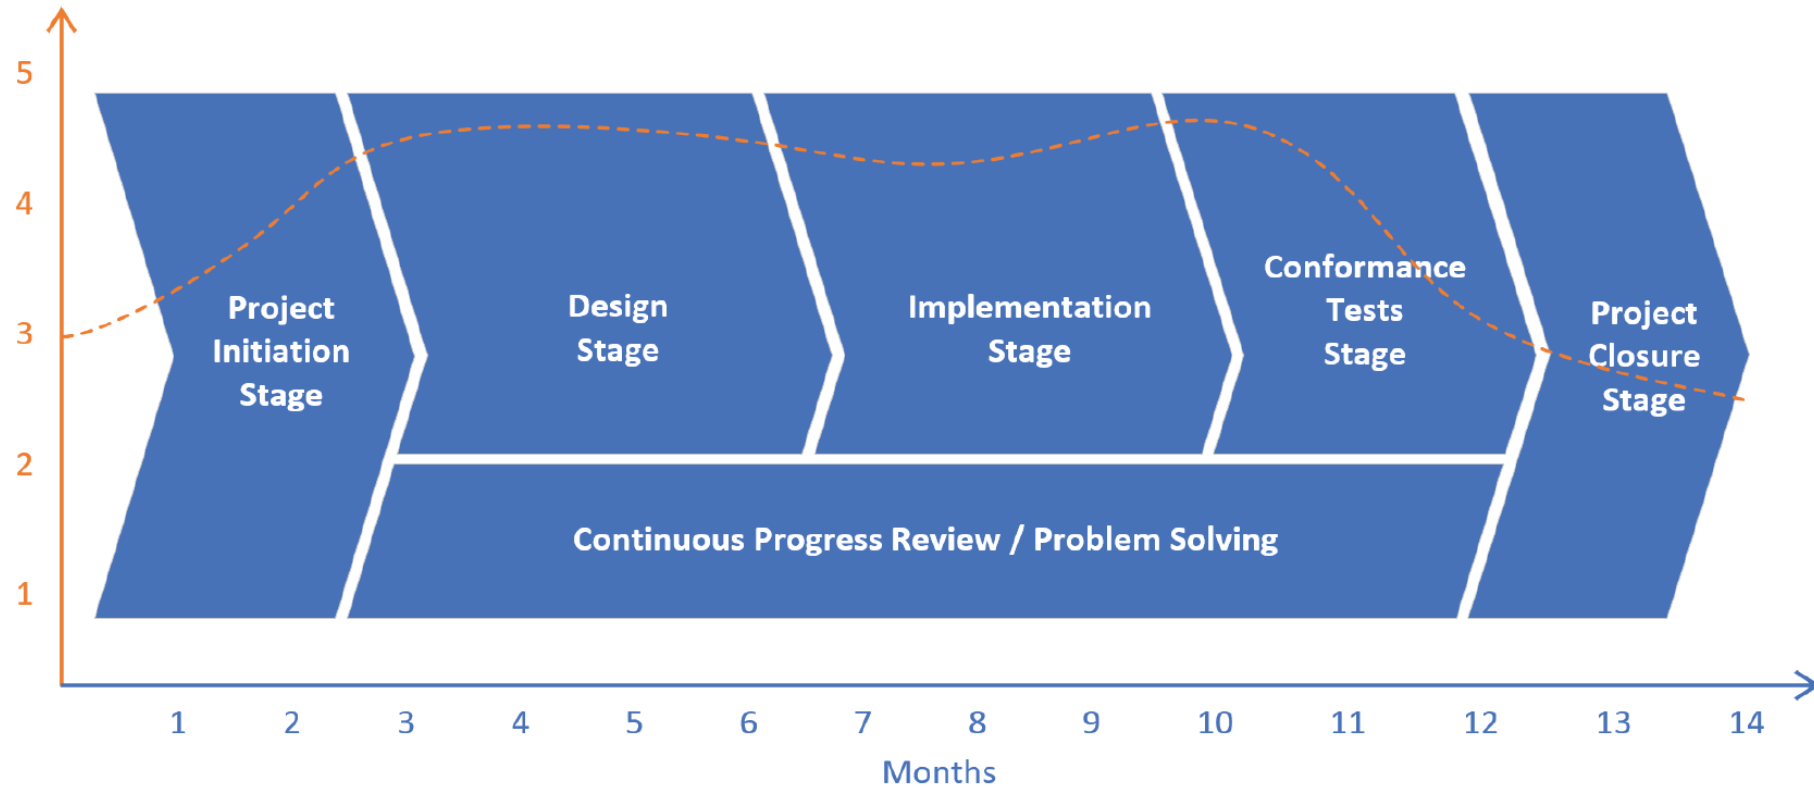 5
4
3
2
1
Project
Initiation
Stage
Design
Stage
Implementation
Stage
Conformance
Tests
Stage
Project
Closure
Stage
Continuous Progress Review / Problem Solving
1 2 3 4 5 6 7 8 9 10 11 12 13 14
Months